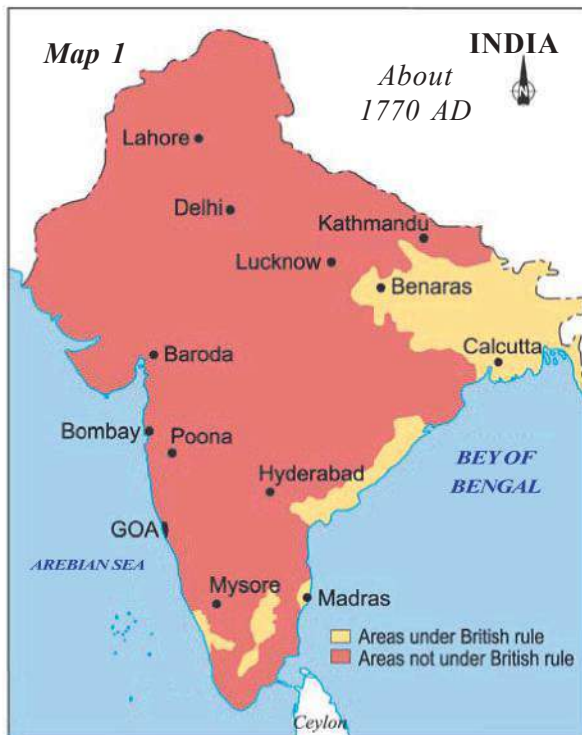 Map 1
INDIA
About
1770 AD
N
Lahore
Delhi
Kathmandu
Lucknow
Benaras
Calcutta
Baroda
Bombay
Poona
Hyderabad
BEY OF
BENGAL
GOA
AREBIAN SEA
Mysore
Madras
Areas under British rule
Areas not under British rule
Ceylon